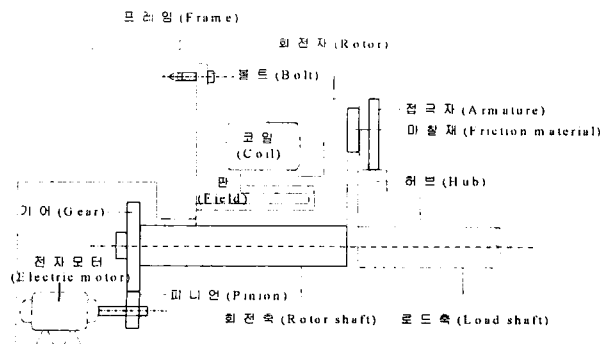 프레임 (Frame)
회전자 (Rotor)
볼트 (Bolt)
접극자 (Armature)
마찰재 (Friction material)
코일
(Coil)
판
(Field)
허브 (Hub)
기어 (Gear)
전자모터
(Electric motor)
피니언 (Pinion)
회전축 (Rotor shaft)
로드축 (Load shaft)